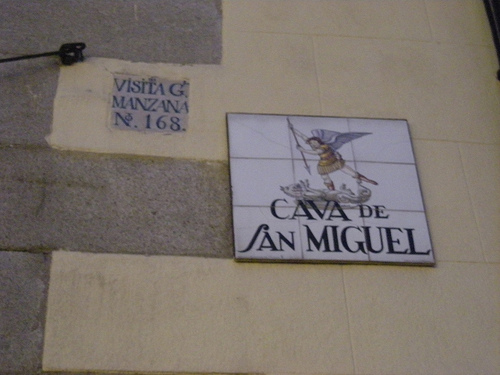 VISITA G.
MANZANA
No. 168.
CAVA DE
SAN MIGUEL